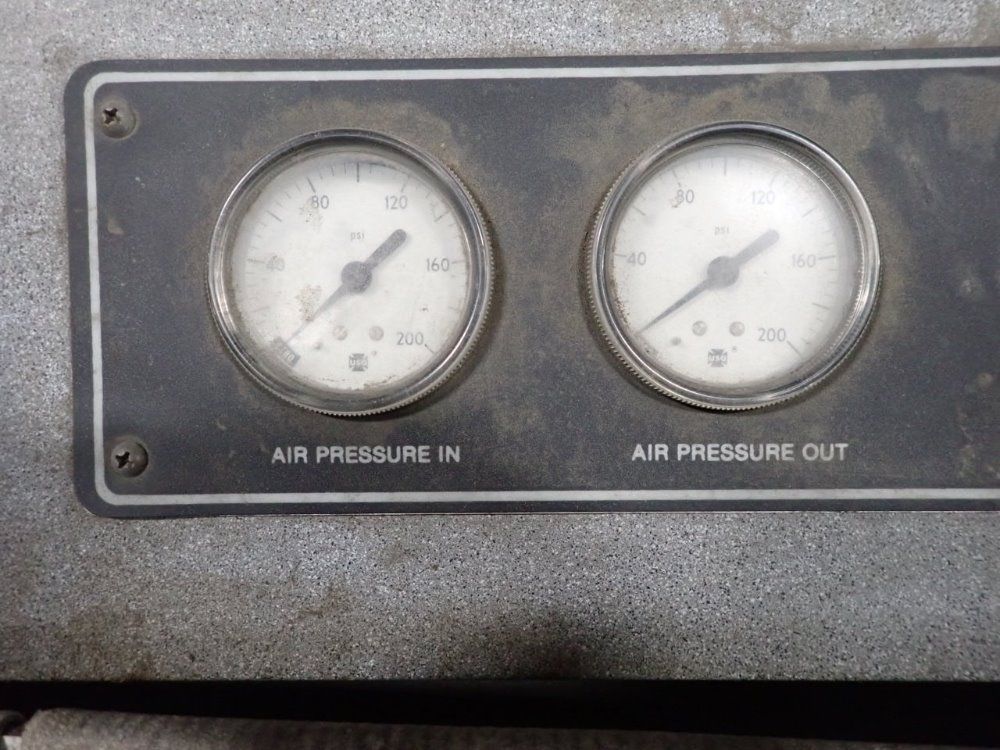 80 120
psi
40 160
200
USG
AIR PRESSURE IN
80 120
psi
40 160
200
USG
AIR PRESSURE OUT